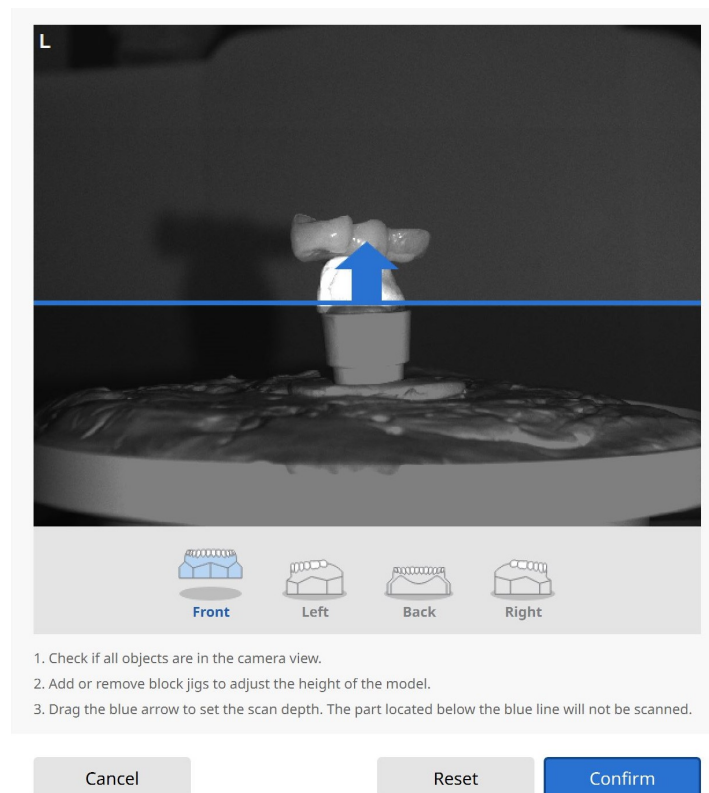 L
Front
Left
Back
Right
1. Check if all objects are in the camera view.
2. Add or remove block jigs to adjust the height of the model.
3. Drag the blue arrow to set the scan depth. The part located below the blue line will not be scanned.
Cancel
Reset
Confirm